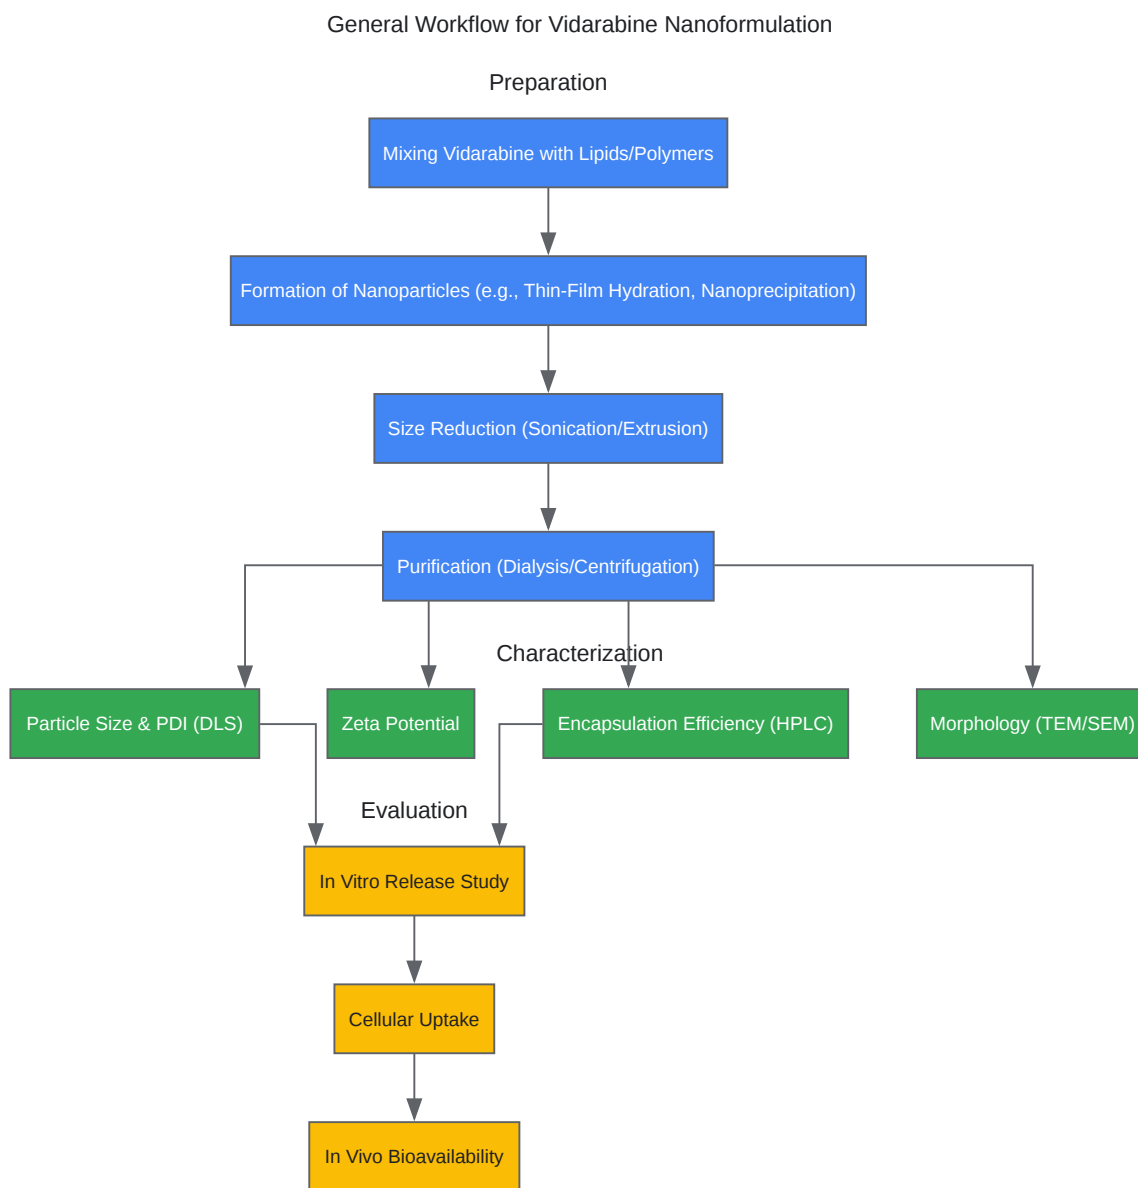 General Workflow for Vidarabine Nanoformulation
Preparation
Mixing Vidarabine with Lipids/Polymers
Formation of Nanoparticles (e.g., Thin-Film Hydration, Nanoprecipitation)
Size Reduction (Sonication/Extrusion)
Purification (Dialysis/Centrifugation)
Characterization
Particle Size & PDI (DLS)
Zeta Potential
Encapsulation Efficiency (HPLC)
Morphology (TEM/SEM)
Evaluation
In Vitro Release Study
Cellular Uptake
In Vivo Bioavailability